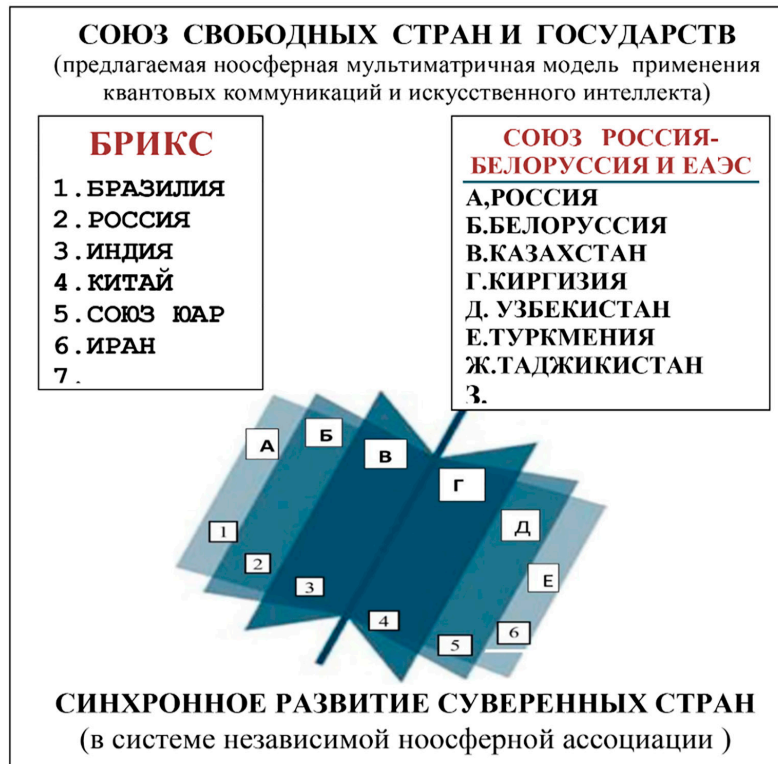 СОЮЗ СВОБОДНЫХ СТРАН И ГОСУДАРСТВ
(предлагаемая ноосферная мультиматричная модель применения
квантовых коммуникаций и искусственного интеллекта)
БРИКС
1.БРАЗИЛИЯ
2.РОССИЯ
3.ИНДИЯ
4.КИТАЙ
5.СОЮЗ ЮАР
6.ИРАН
7.
СОЮЗ РОССИЯ-
БЕЛОРУССИЯ И ЕАЭС
А,РОССИЯ
Б.БЕЛОРУССИЯ
В.КАЗАХСТАН
Г.КИРГИЗИЯ
Д. УЗБЕКИСТАН
Е.ТУРКМЕНИЯ
Ж.ТАДЖИКИСТАН
З.
А
Б
В
Г
Д
Е
1
2
3
4
5
6
СИНХРОННОЕ РАЗВИТИЕ СУВЕРЕННЫХ СТРАН
(в системе независимой ноосферной ассоциации )